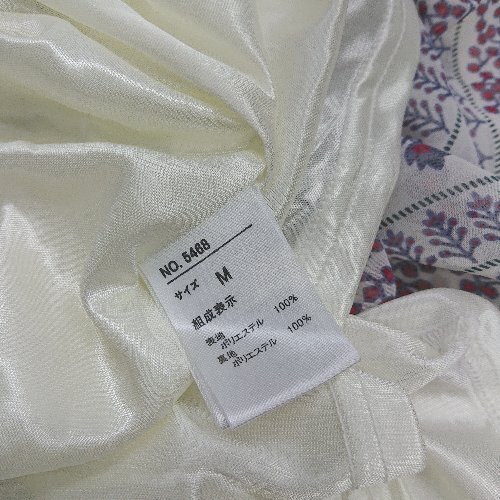 NO. 5468
サイズ M
組成表示
表地
ポリエステル 100%
裏地
ポリエステル 100%